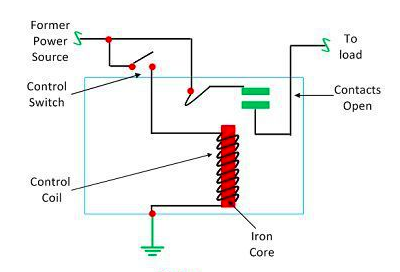 Former
Power
Source
To
load
Control
Switch
Contacts
Open
Control
Coil
Iron
Core